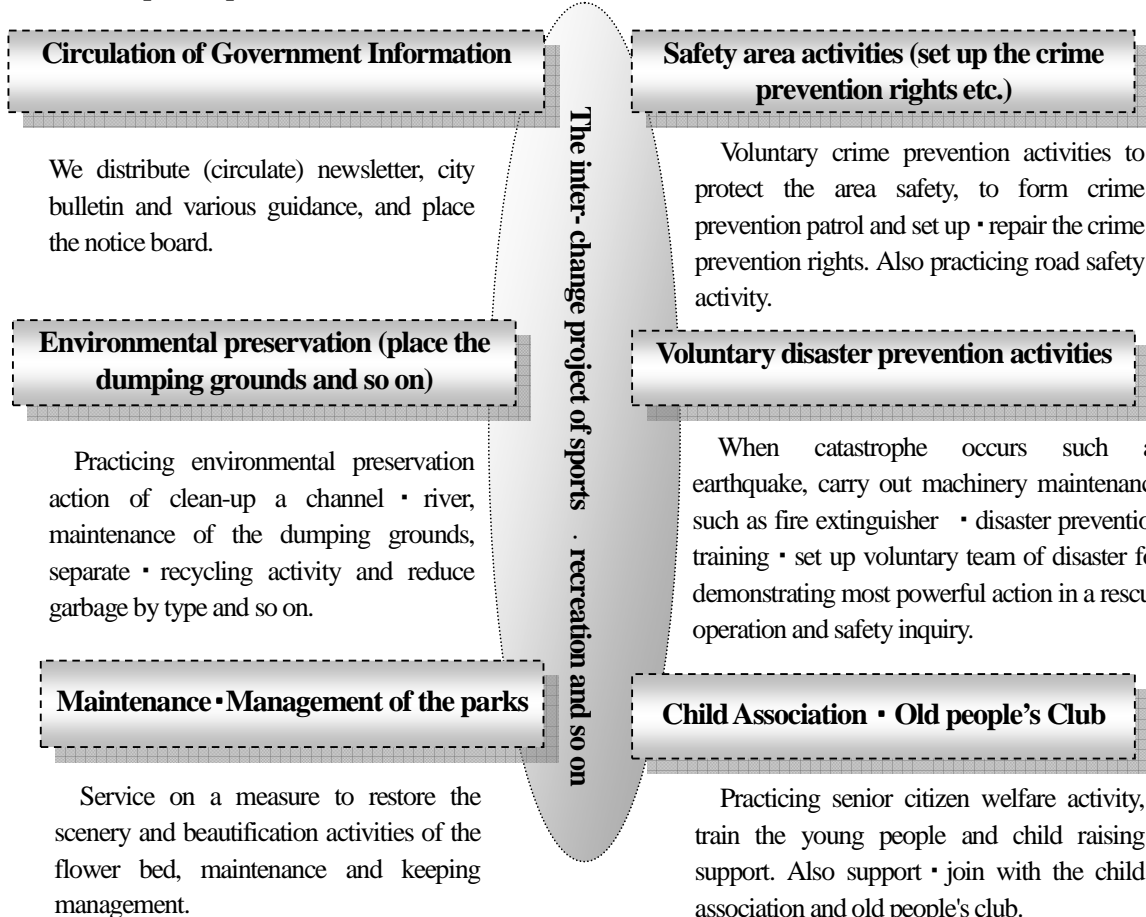 Circulation of Government Information
We distribute (circulate) newsletter, city
bulletin and various guidance, and place
the notice board.
Environmental preservation (place the
dumping grounds and so on)
Practicing environmental preservation
action of clean-up a channel・river,
maintenance of the dumping grounds,
separate・recycling activity and reduce
garbage by type and so on.
Maintenance・Management of the parks
Service on a measure to restore the
scenery and beautification activities of the
flower bed, maintenance and keeping
management.
The inter- change project of sports ・recreation and so on
Safety area activities (set up the crime
prevention rights etc.)
Voluntary crime prevention activities to
protect the area safety, to form crime
prevention patrol and set up・repair the crime
prevention rights. Also practicing road safety
activity.
Voluntary disaster prevention activities
When catastrophe occurs such
earthquake, carry out machinery
such as fire extinguisher ・disaster
training・set up voluntary team of disaster
demonstrating most powerful action in a
operation and safety inquiry.
Child Association・Old people's Club
Practicing senior citizen welfare activity,
train the young people and child raising
support. Also support・join with the child
association and old people's club.